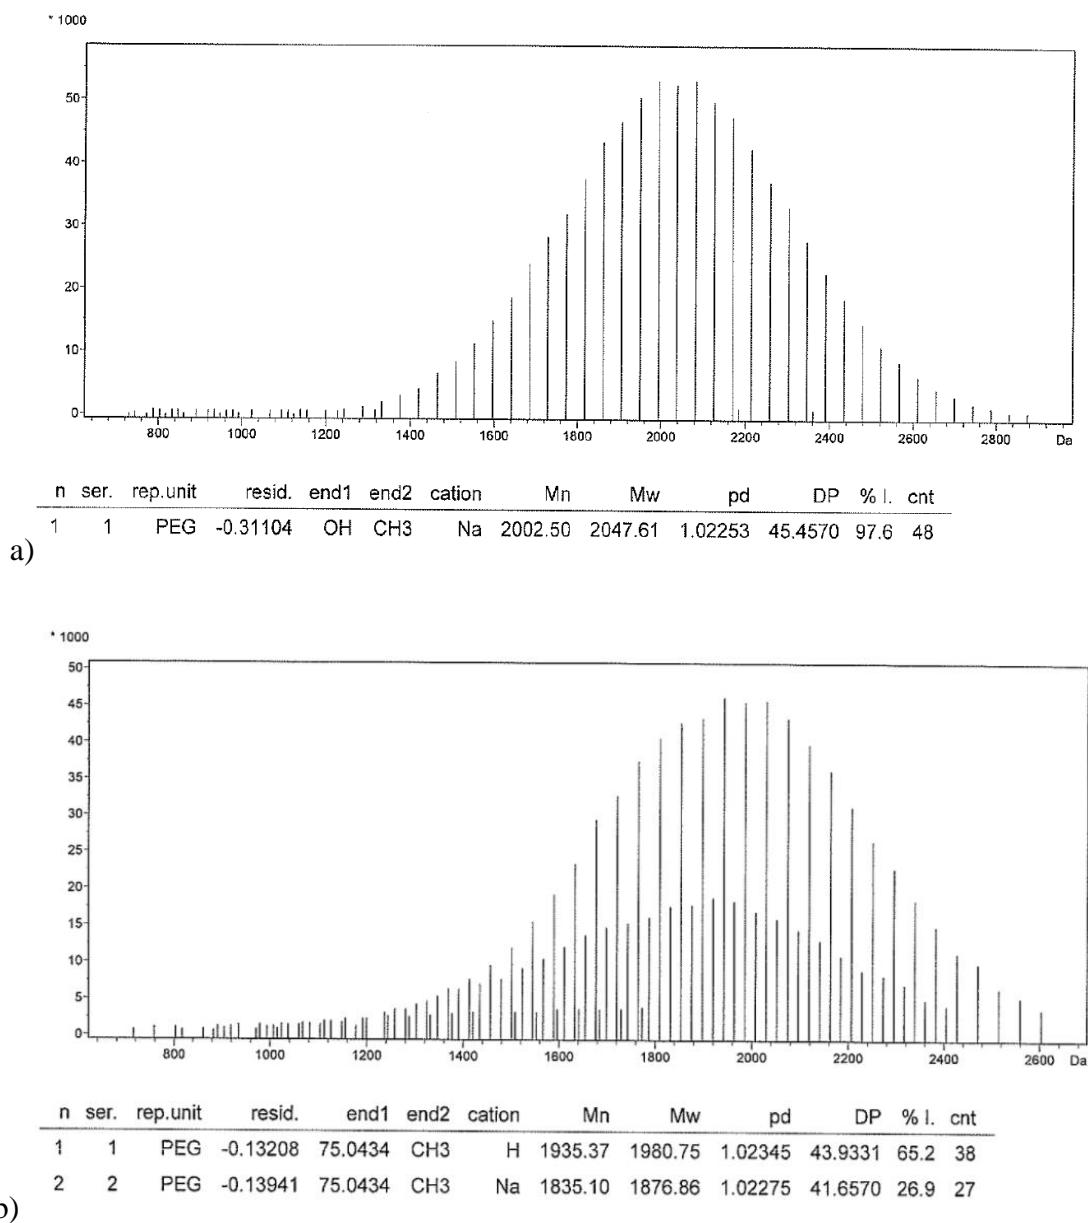 * 1000
50
40
30
20
10
0
800 1000 1200 1400 1600 1800 2000 2200 2400 2600 2800 Da
n ser. rep.unit resid. end1 end2 cation Mn Mw pd DP % I. cnt
1 1 PEG -0.31104 OH CH3 Na 2002.50 2047.61 1.02253 45.4570 97.6 48
a)
* 1000
50
45
40
35
30
25
20
15
10
5
0
800 1000 1200 1400 1600 1800 2000 2200 2400 2600 Da
n ser. rep.unit resid. end1 end2 cation Mn Mw pd DP % I. cnt
1 1 PEG -0.13208 75.0434 CH3 H 1935.37 1980.75 1.02345 43.9331 65.2 38
2 2 PEG -0.13941 75.0434 CH3 Na 1835.10 1876.86 1.02275 41.6570 26.9 27
b)